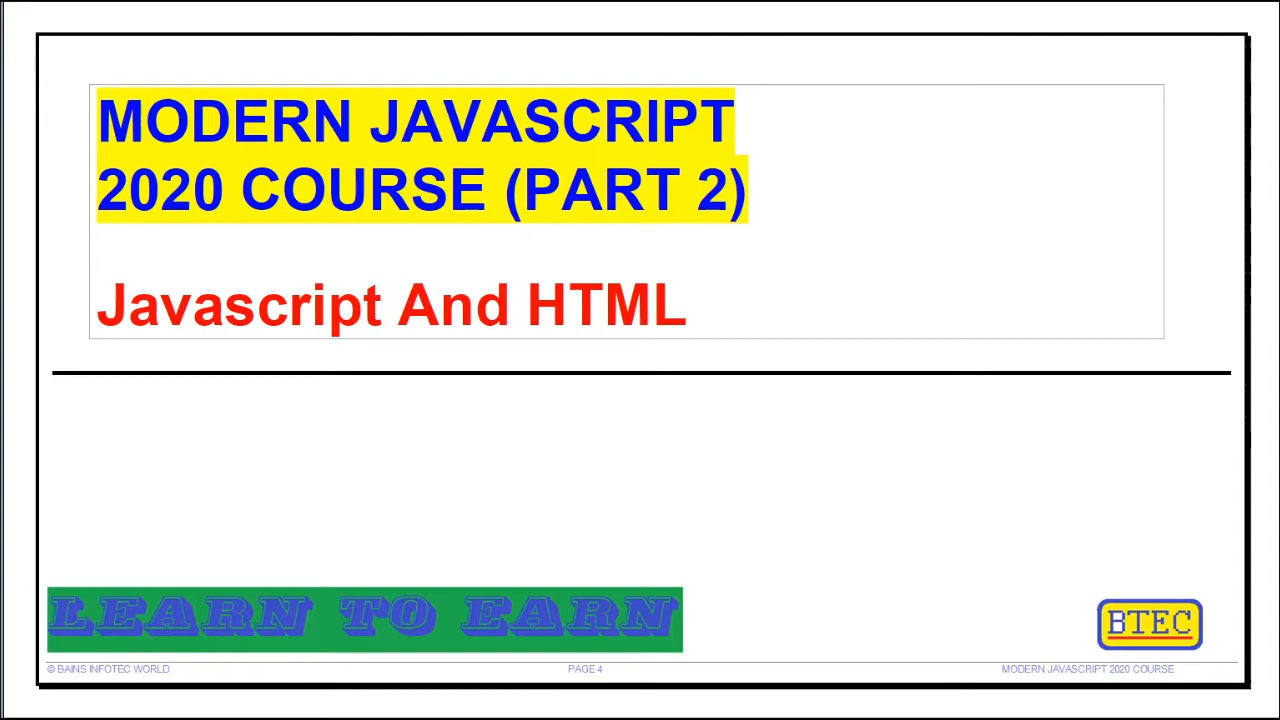 MODERN JAVASCRIPT
2020 COURSE (PART 2)
Javascript And HTML
LEARN TO EARN
BTEC
© BAINS INFOTEC WORLD
PAGE 4
MODERN JAVASCRIPT 2020 COURSE